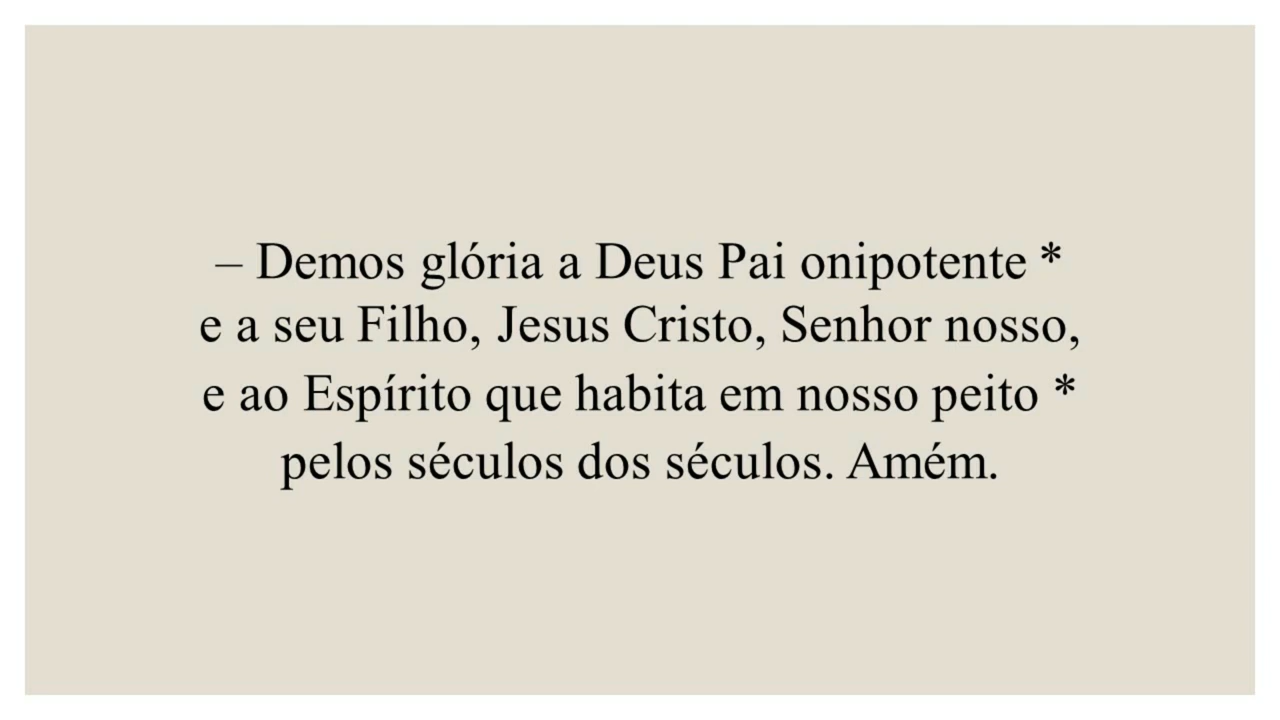 – Demos glória a Deus Pai onipotente *
e a seu Filho, Jesus Cristo, Senhor nosso,
e ao Espírito que habita em nosso peito *
pelos séculos dos séculos. Amém.